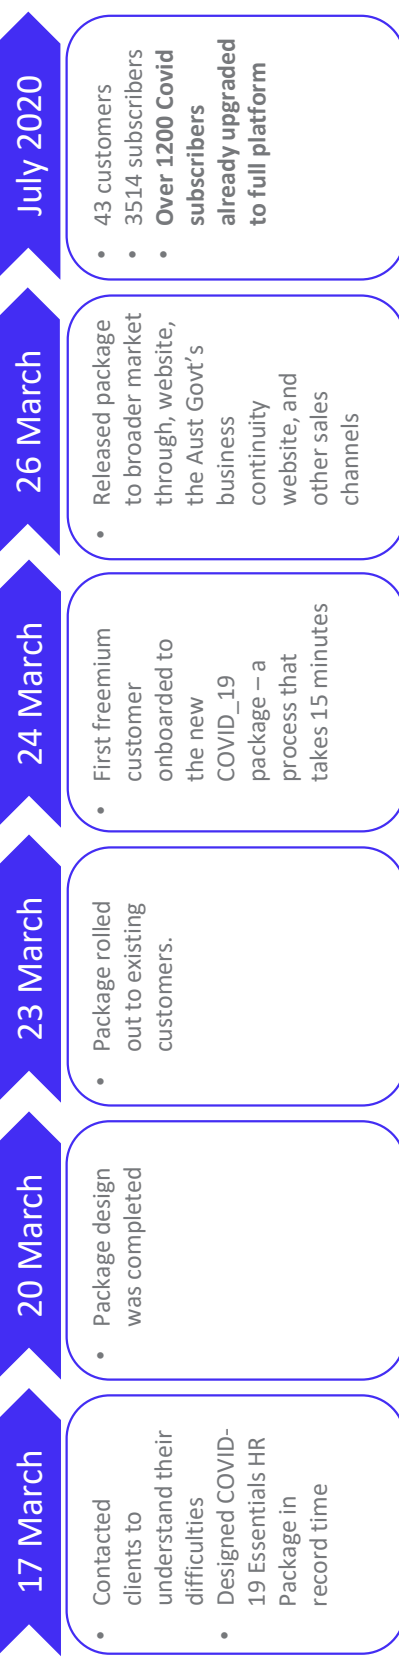 17 March
• Contacted
clients to
understand their
difficulties
• Designed COVID-
19 Essentials HR
Package in
record time
20 March
• Package design
was completed
23 March
• Package rolled
out to existing
customers.
24 March
• First freemium
customer
onboarded to
the new
COVID_19
package – a
process that
takes 15 minutes
26 March
• Released package
to broader market
through, website,
the Aust Govt's
business
continuity
website, and
other sales
channels
July 2020
• 43 customers
• 3514 subscribers
• Over 1200 Covid
subscribers
already upgraded
to full platform